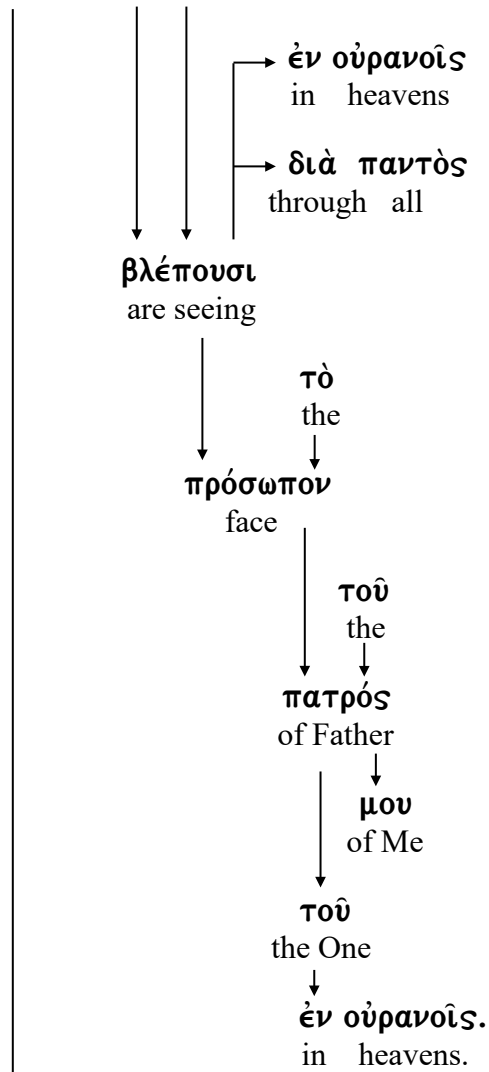 ἐν οὐρανοῖς
in heavens
διὰ παντὸς
through all
βλέπουσι
are seeing
τὸ
the
πρόσωπον
face
τοῦ
the
πατρός
of Father
μου
of Me
τοῦ
the One
ἐν οὐρανοῖς.
in heavens.